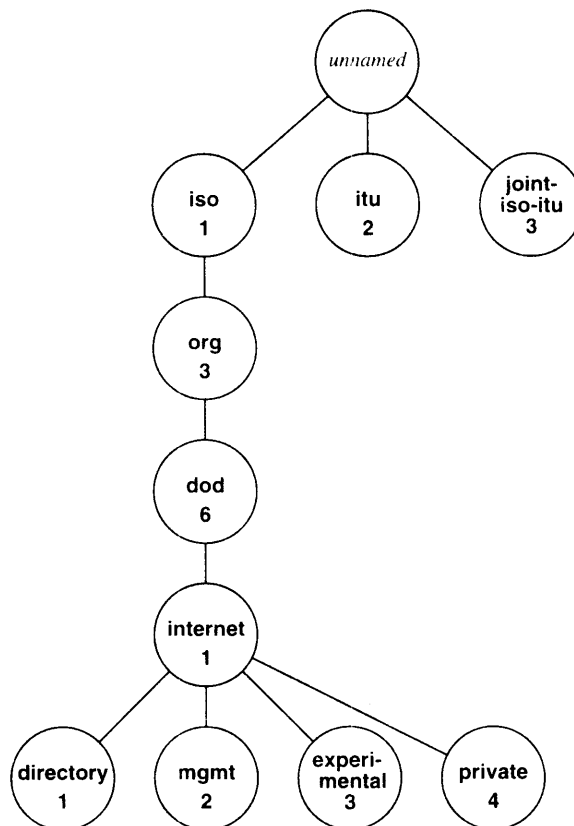 unnamed
iso
1
itu
2
joint-
iso-itu
3
org
3
dod
6
internet
1
directory
1
mgmt
2
experi-
mental
3
private
4